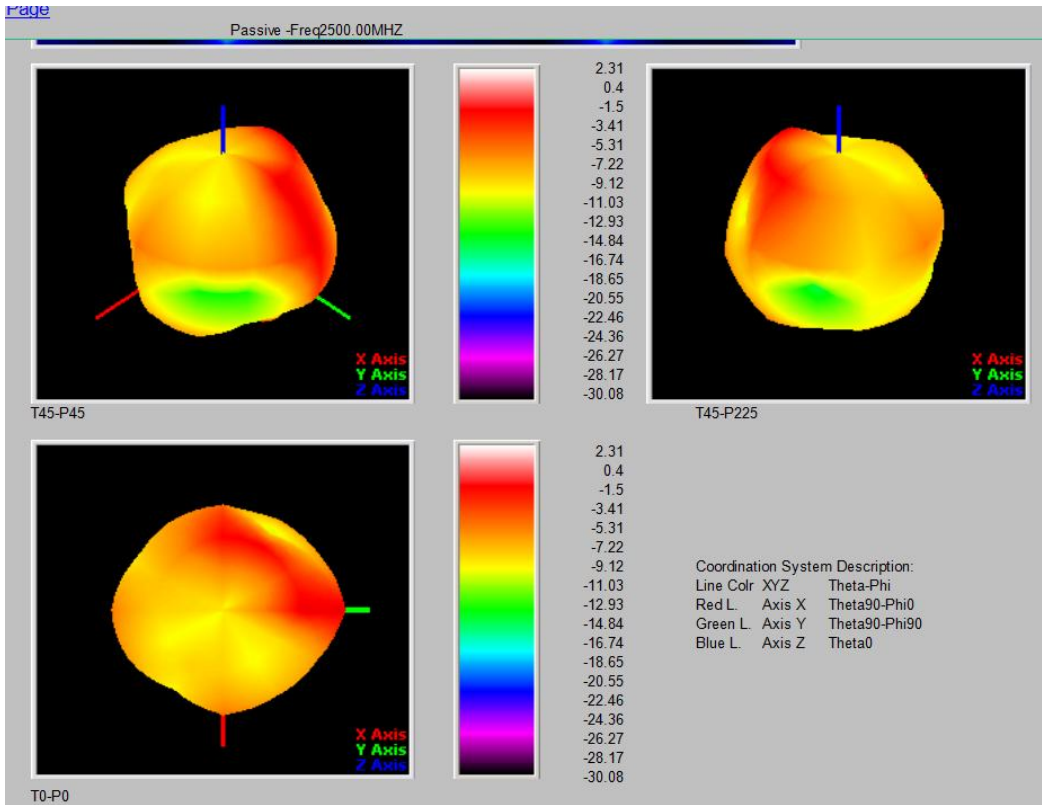 Page
Passive -Freq2500.00MHZ
2.31
0.4
-1.5
-3.41
-5.31
-7.22
-9.12
-11.03
-12.93
-14.84
-16.74
-18.65
-20.55
-22.46
-24.36
-26.27
-28.17
-30.08
X Axis
Y Axis
Z Axis
X Axis
Y Axis
Z Axis
T45-P45
T45-P225
2.31
0.4
-1.5
-3.41
-5.31
-7.22
-9.12
-11.03
-12.93
-14.84
-16.74
-18.65
-20.55
-22.46
-24.36
-26.27
-28.17
-30.08
Coordination System Description:
Line Colr XYZ Theta-Phi
Red L. Axis X Theta90-Phi0
Green L. Axis Y Theta90-Phi90
Blue L. Axis Z Theta0
X Axis
Y Axis
Z Axis
T0-P0